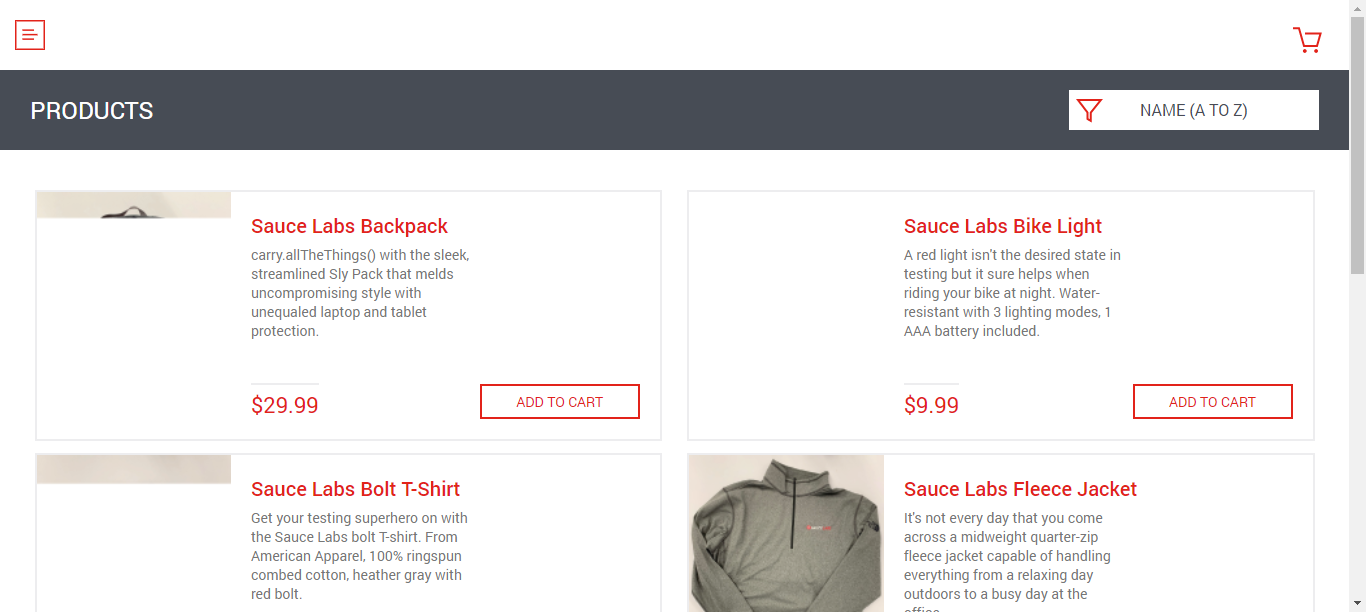 PRODUCTS
NAME (A TO Z)
Sauce Labs Backpack
carry.allTheThings() with the sleek,
streamlined Sly Pack that melds
uncompromising style with
unequaled laptop and tablet
protection.
$29.99
ADD TO CART
Sauce Labs Bike Light
A red light isn't the desired state in
testing but it sure helps when
riding your bike at night. Water-
resistant with 3 lighting modes, 1
AAA battery included.
$9.99
ADD TO CART
Sauce Labs Bolt T-Shirt
Get your testing superhero on with
the Sauce Labs bolt T-shirt. From
American Apparel, 100% ringspun
combed cotton, heather gray with
red bolt.
Sauce Labs Fleece Jacket
It's not every day that you come
across a midweight quarter-zip
fleece jacket capable of handling
everything from a relaxing day
outdoors to a busy day at the
office.